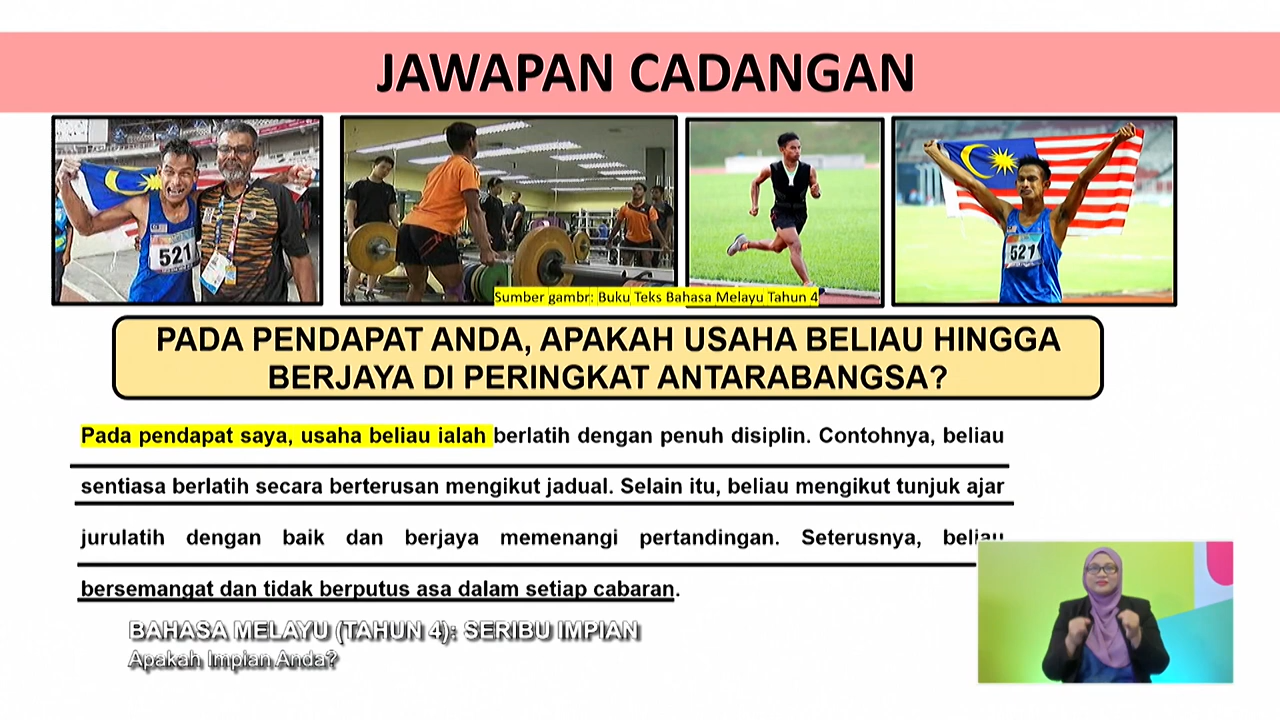 JAWAPAN CADANGAN
521
521
Sumber gambr: Buku Teks Bahasa Melayu Tahun 4
PADA PENDAPAT ANDA, APAKAH USAHA BELIAU HINGGA
BERJAYA DI PERINGKAT ANTARABANGSA?
Pada pendapat saya, usaha beliau ialah berlatih dengan penuh disiplin. Contohnya, beliau
sentiasa berlatih secara berterusan mengikut jadual. Selain itu, beliau mengikut tunjuk ajar
jurulatih dengan baik dan berjaya memenangi pertandingan. Seterusnya, beliau
bersemangat dan tidak berputus asa dalam setiap cabaran.
BAHASA MELAYU (TAHUN 4): SERIBU IMPIAN
Apakah Impian Anda?